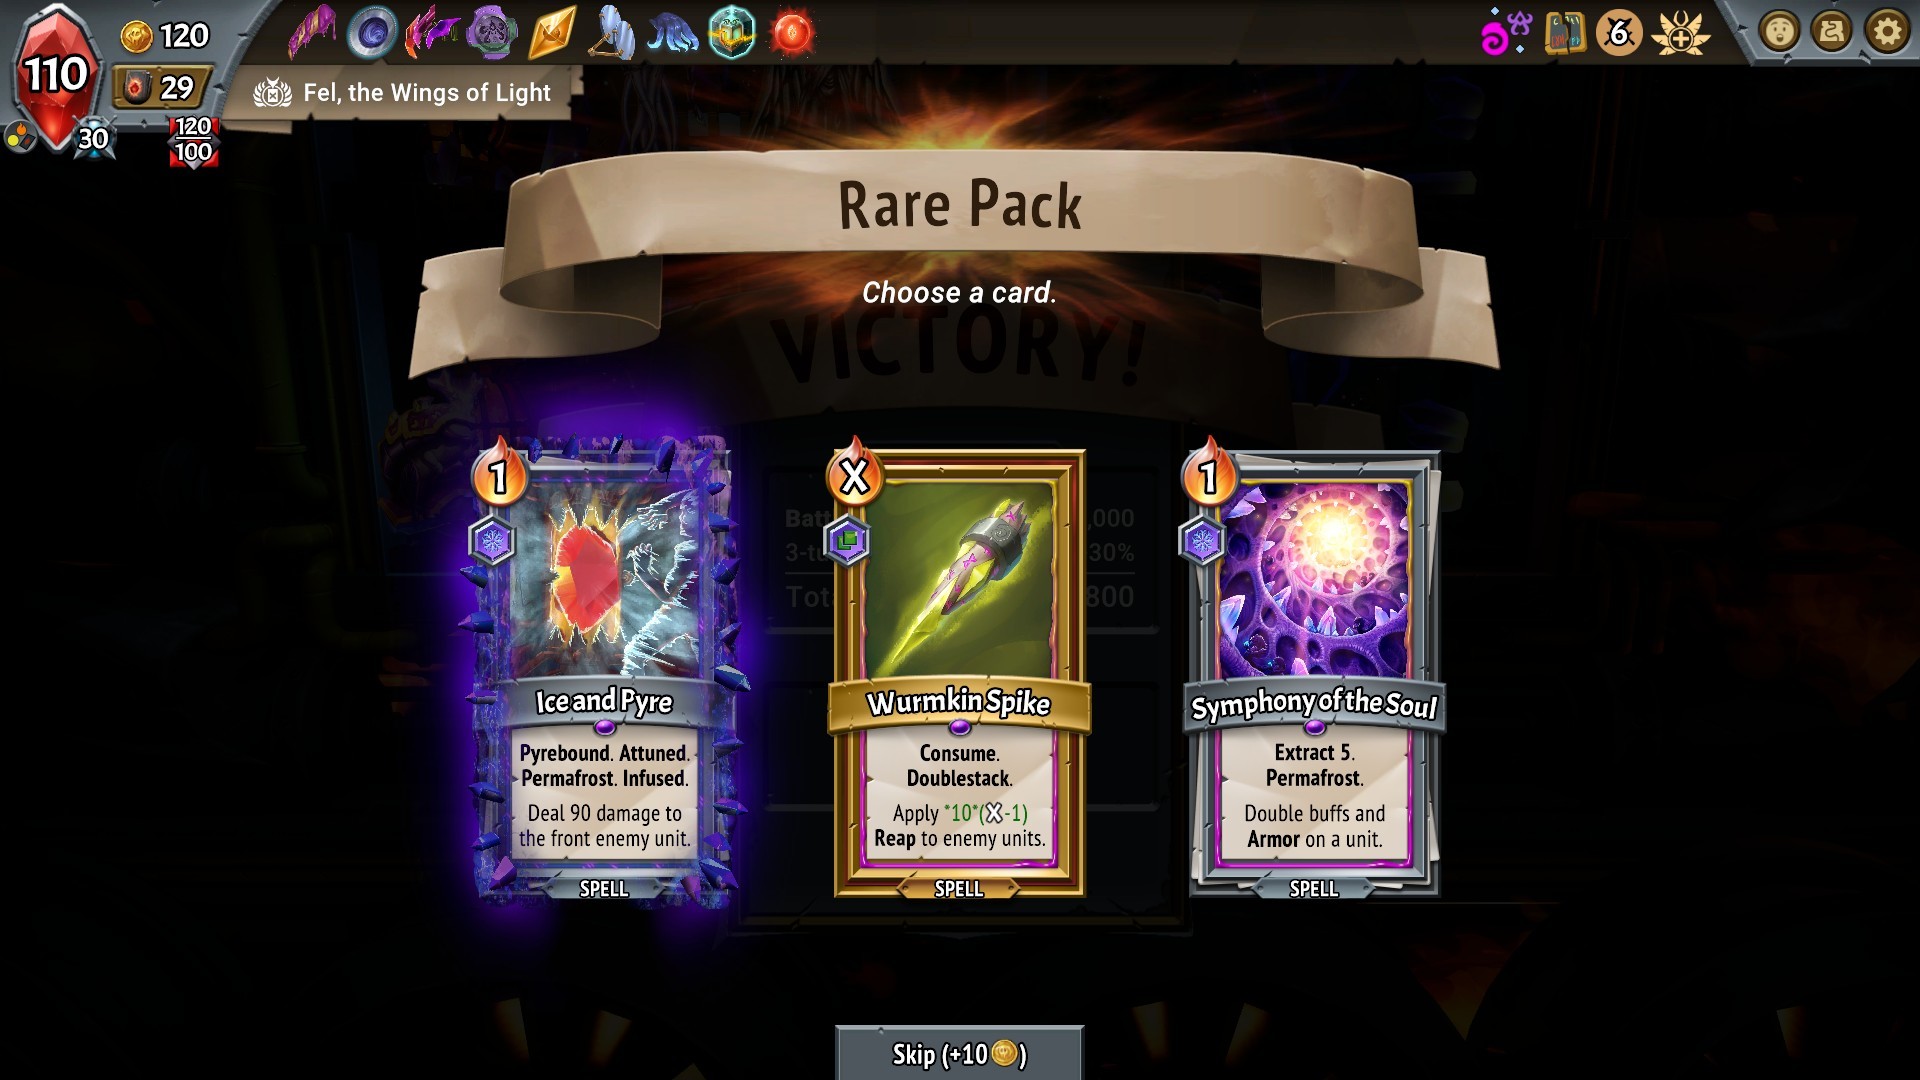 110
120
29
30
120
100
Fel, the Wings of Light
6
Rare Pack
Choose a card.
VICTORY!
1
Ice and Pyre
Pyrebound. Attuned.
Permafrost. Infused.
Deal 90 damage to
the front enemy unit.
SPELL
X
Wurmkin Spike
Consume.
Doublestack.
Apply *10*(X-1)
Reap to enemy units.
SPELL
1
Symphony of the Soul
Extract 5.
Permafrost.
Double buffs and
Armor on a unit.
SPELL
,000
30%
800
Skip (+10)